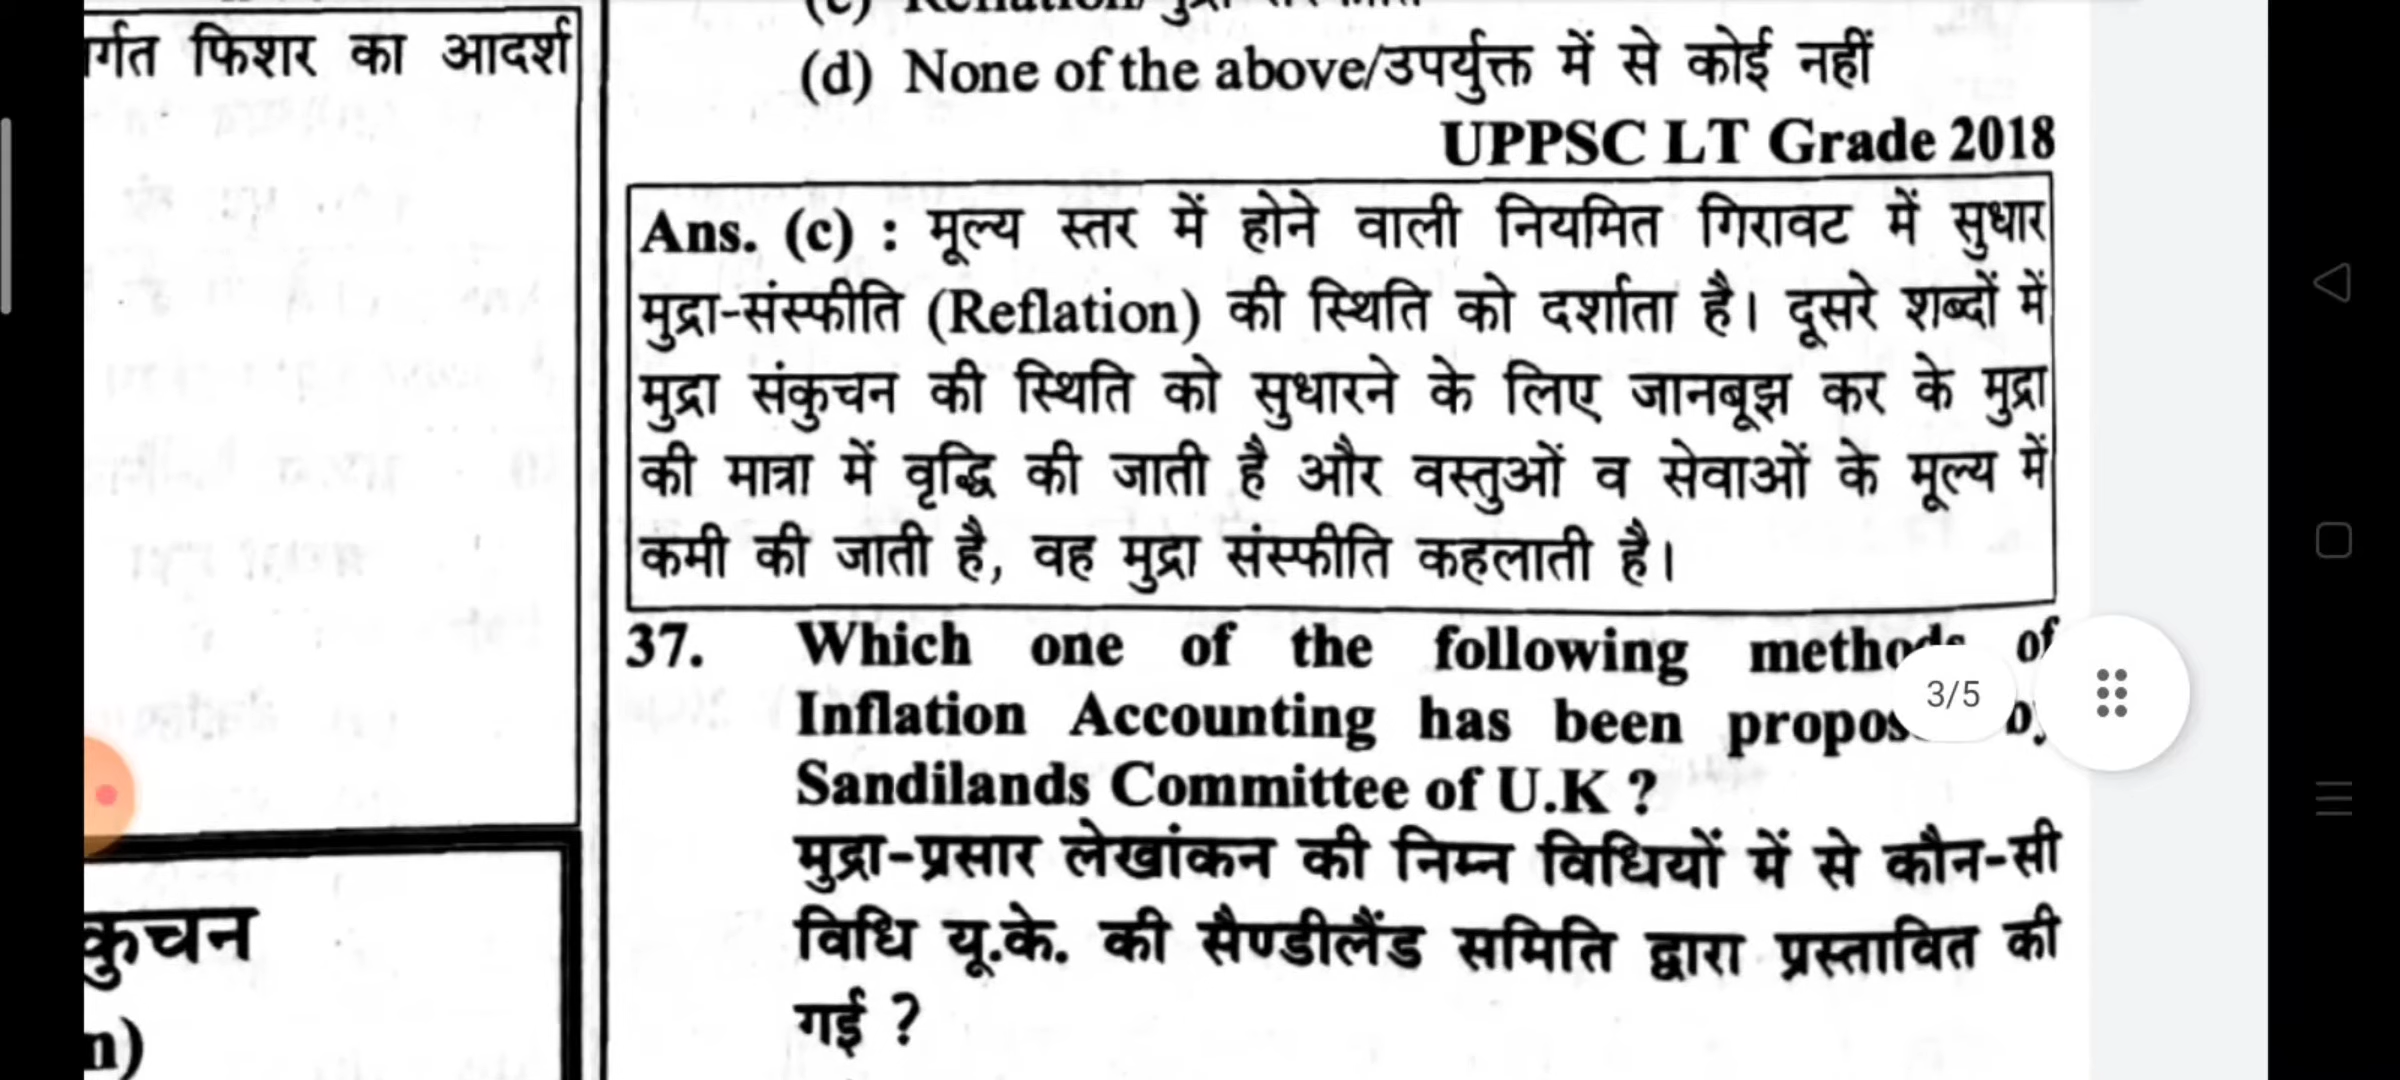 र्गत फिशर का आदर्श
कुचन
n)
(d) None of the above/उपर्युक्त में से कोई नहीं
UPPSC LT Grade 2018
Ans. (c) : मूल्य स्तर में होने वाली नियमित गिरावट में सुधार
मुद्रा-संस्फीति (Reflation) की स्थिति को दर्शाता है। दूसरे शब्दों में
मुद्रा संकुचन की स्थिति को सुधारने के लिए जानबूझ कर के मुद्रा
की मात्रा में वृद्धि की जाती है और वस्तुओं व सेवाओं के मूल्य में
कमी की जाती है, वह मुद्रा संस्फीति कहलाती है।
37. Which one of the following methods of
Inflation Accounting has been propos
Sandilands Committee of U.K ?
मुद्रा-प्रसार लेखांकन की निम्न विधियों में से कौन-सी
विधि यू.के. की सैण्डीलैंड समिति द्वारा प्रस्तावित की
गई ?
3/5